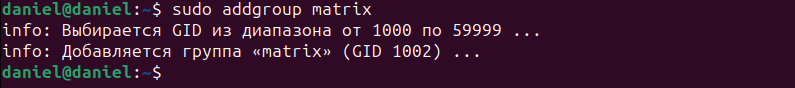 daniel@daniel:~$ sudo addgroup matrix
info: Выбирается GID из диапазона от 1000 по 59999 ...
info: Добавляется группа «matrix» (GID 1002) ...
daniel@daniel:~$